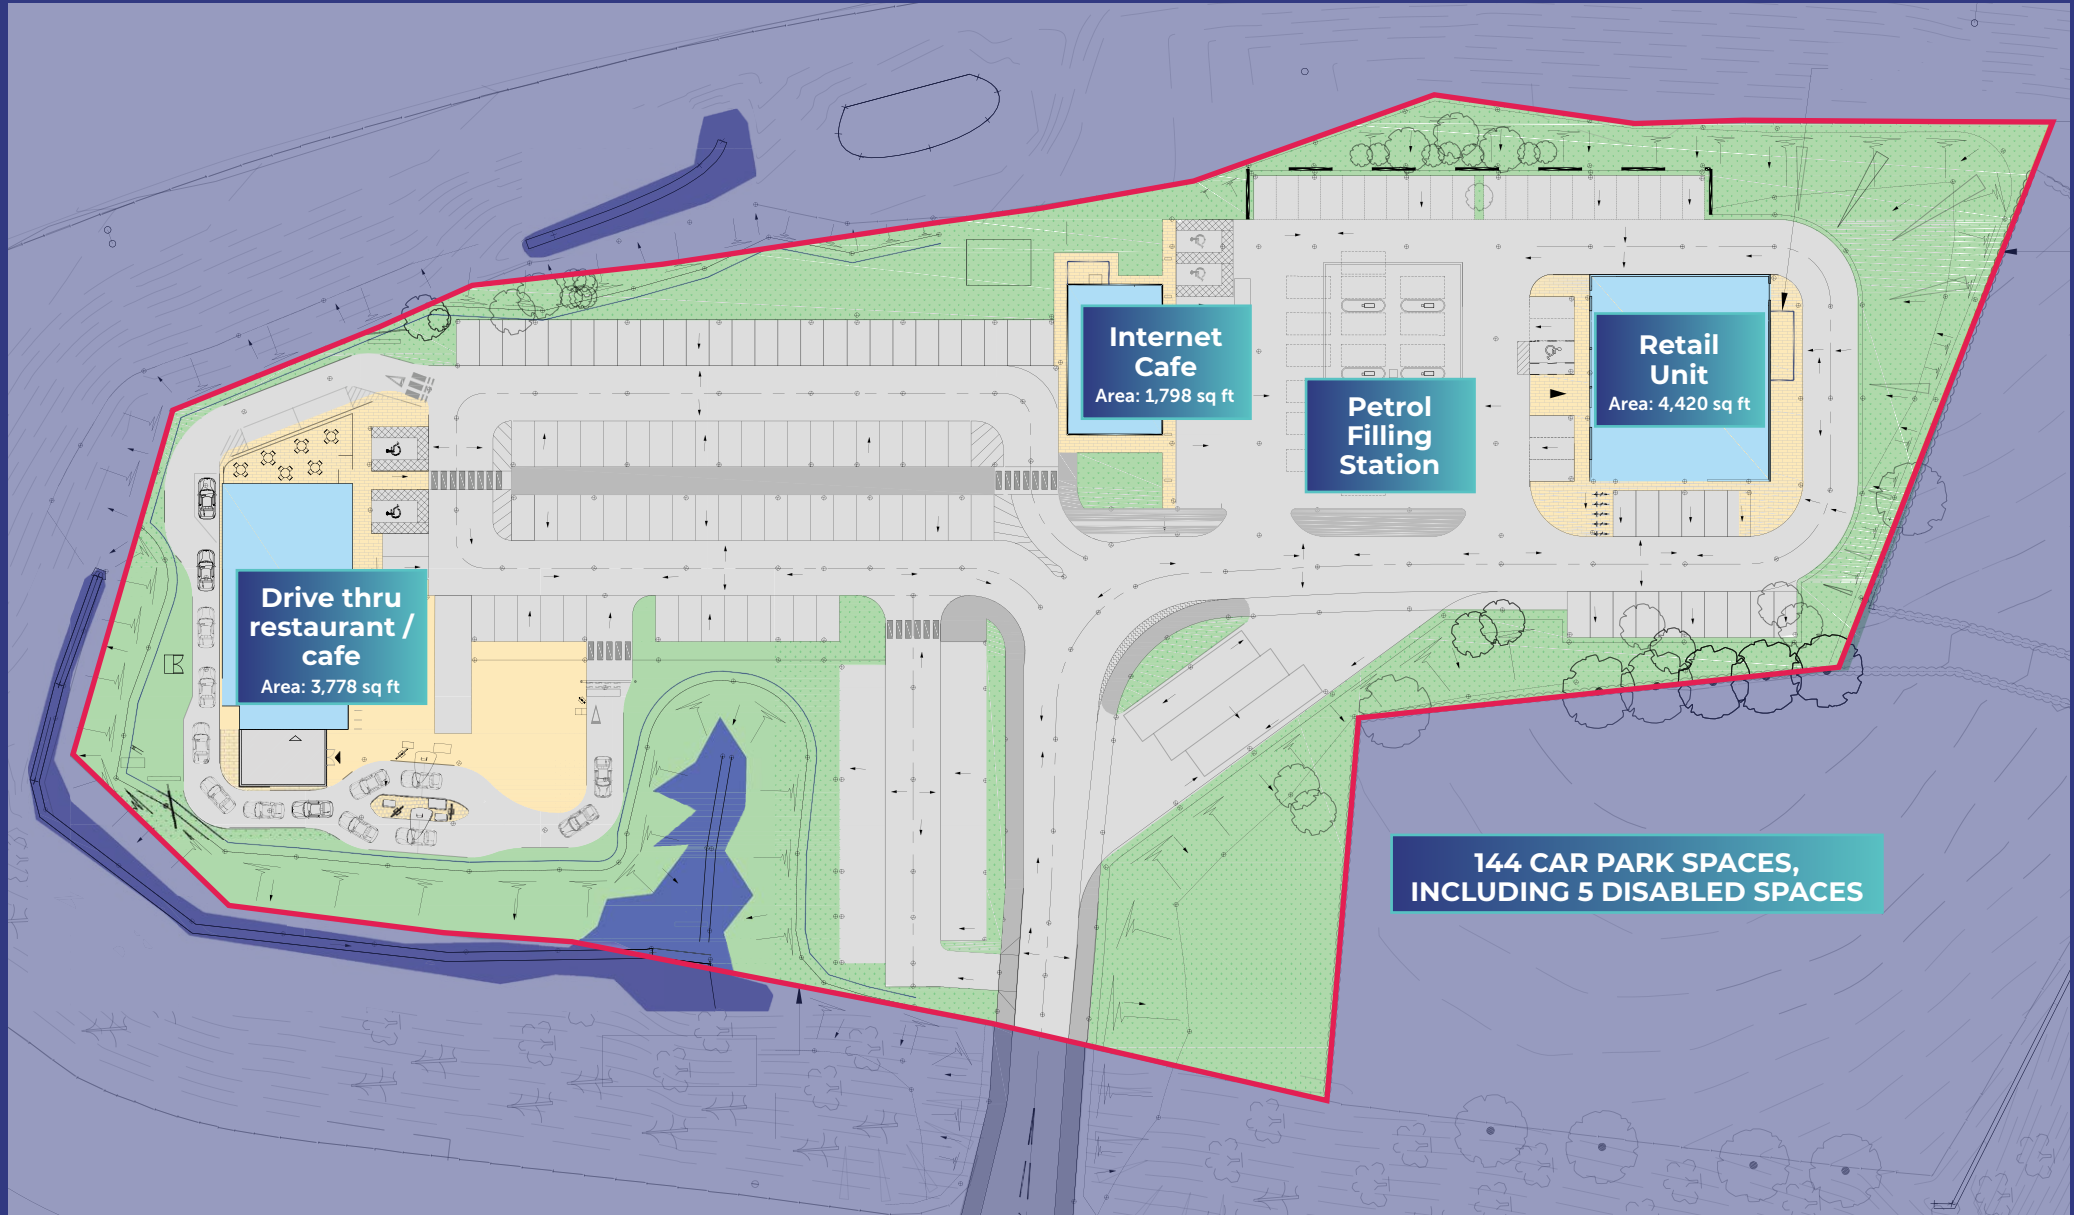 Internet
Cafe
Area: 1,798 sq ft
Retail
Unit
Area: 4,420 sq ft
Petrol
Filling
Station
Drive thru
restaurant /
cafe
Area: 3,778 sq ft
144 CAR PARK SPACES,
INCLUDING 5 DISABLED SPACES